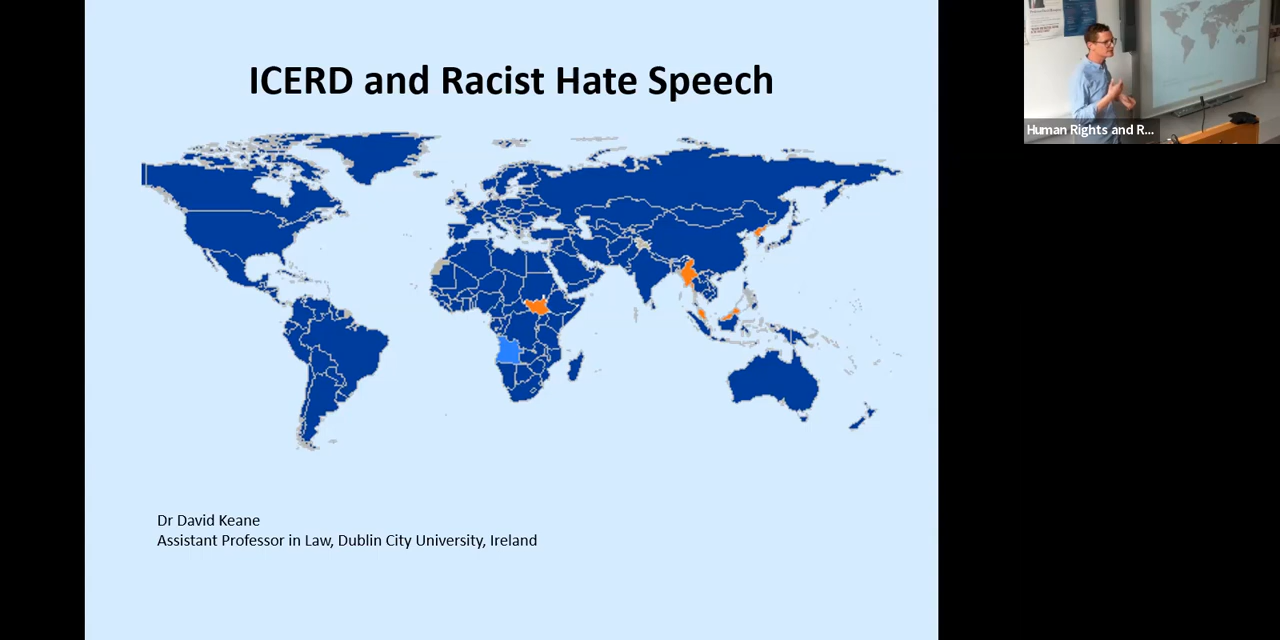 ICERD and Racist Hate Speech
Human Rights and R...
Dr David Keane
Assistant Professor in Law, Dublin City University, Ireland